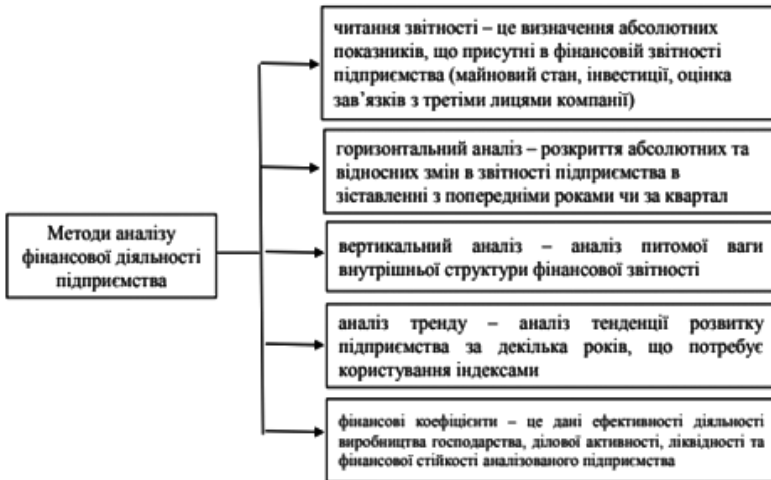 Методи аналізу
фінансової діяльності
підприємства
читання звітності – це визначення абсолютних
показників, що присутні в фінансовій звітності
підприємства (майновий стан, інвестиції, оцінка
зав’язків з третіми лицями компанії)
горизонтальний аналіз – розкриття абсолютних та
відносних змін в звітності підприємства в
зіставленні з попередніми роками чи за квартал
вертикальний аналіз – аналіз питомої ваги
внутрішньої структури фінансової звітності
аналіз тренду – аналіз тенденції розвитку
підприємства за декілька років, що потребує
користування індексами
фінансові коефіцієнти – це дані ефективності діяльності
виробництва господарства, ділової активності, ліквідності та
фінансової стійкості аналізованого підприємства